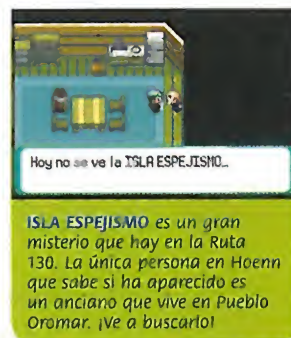 Hoy no se ve la ISLA ESPEJISMO…
ISLA ESPEJISMO es un gran
misterio que hay en la Ruta
130. La única persona en Hoenn
que sabe si ha aparecido es
un anciano que vive en Pueblo
Oromar. ¡Ve a buscarlo!